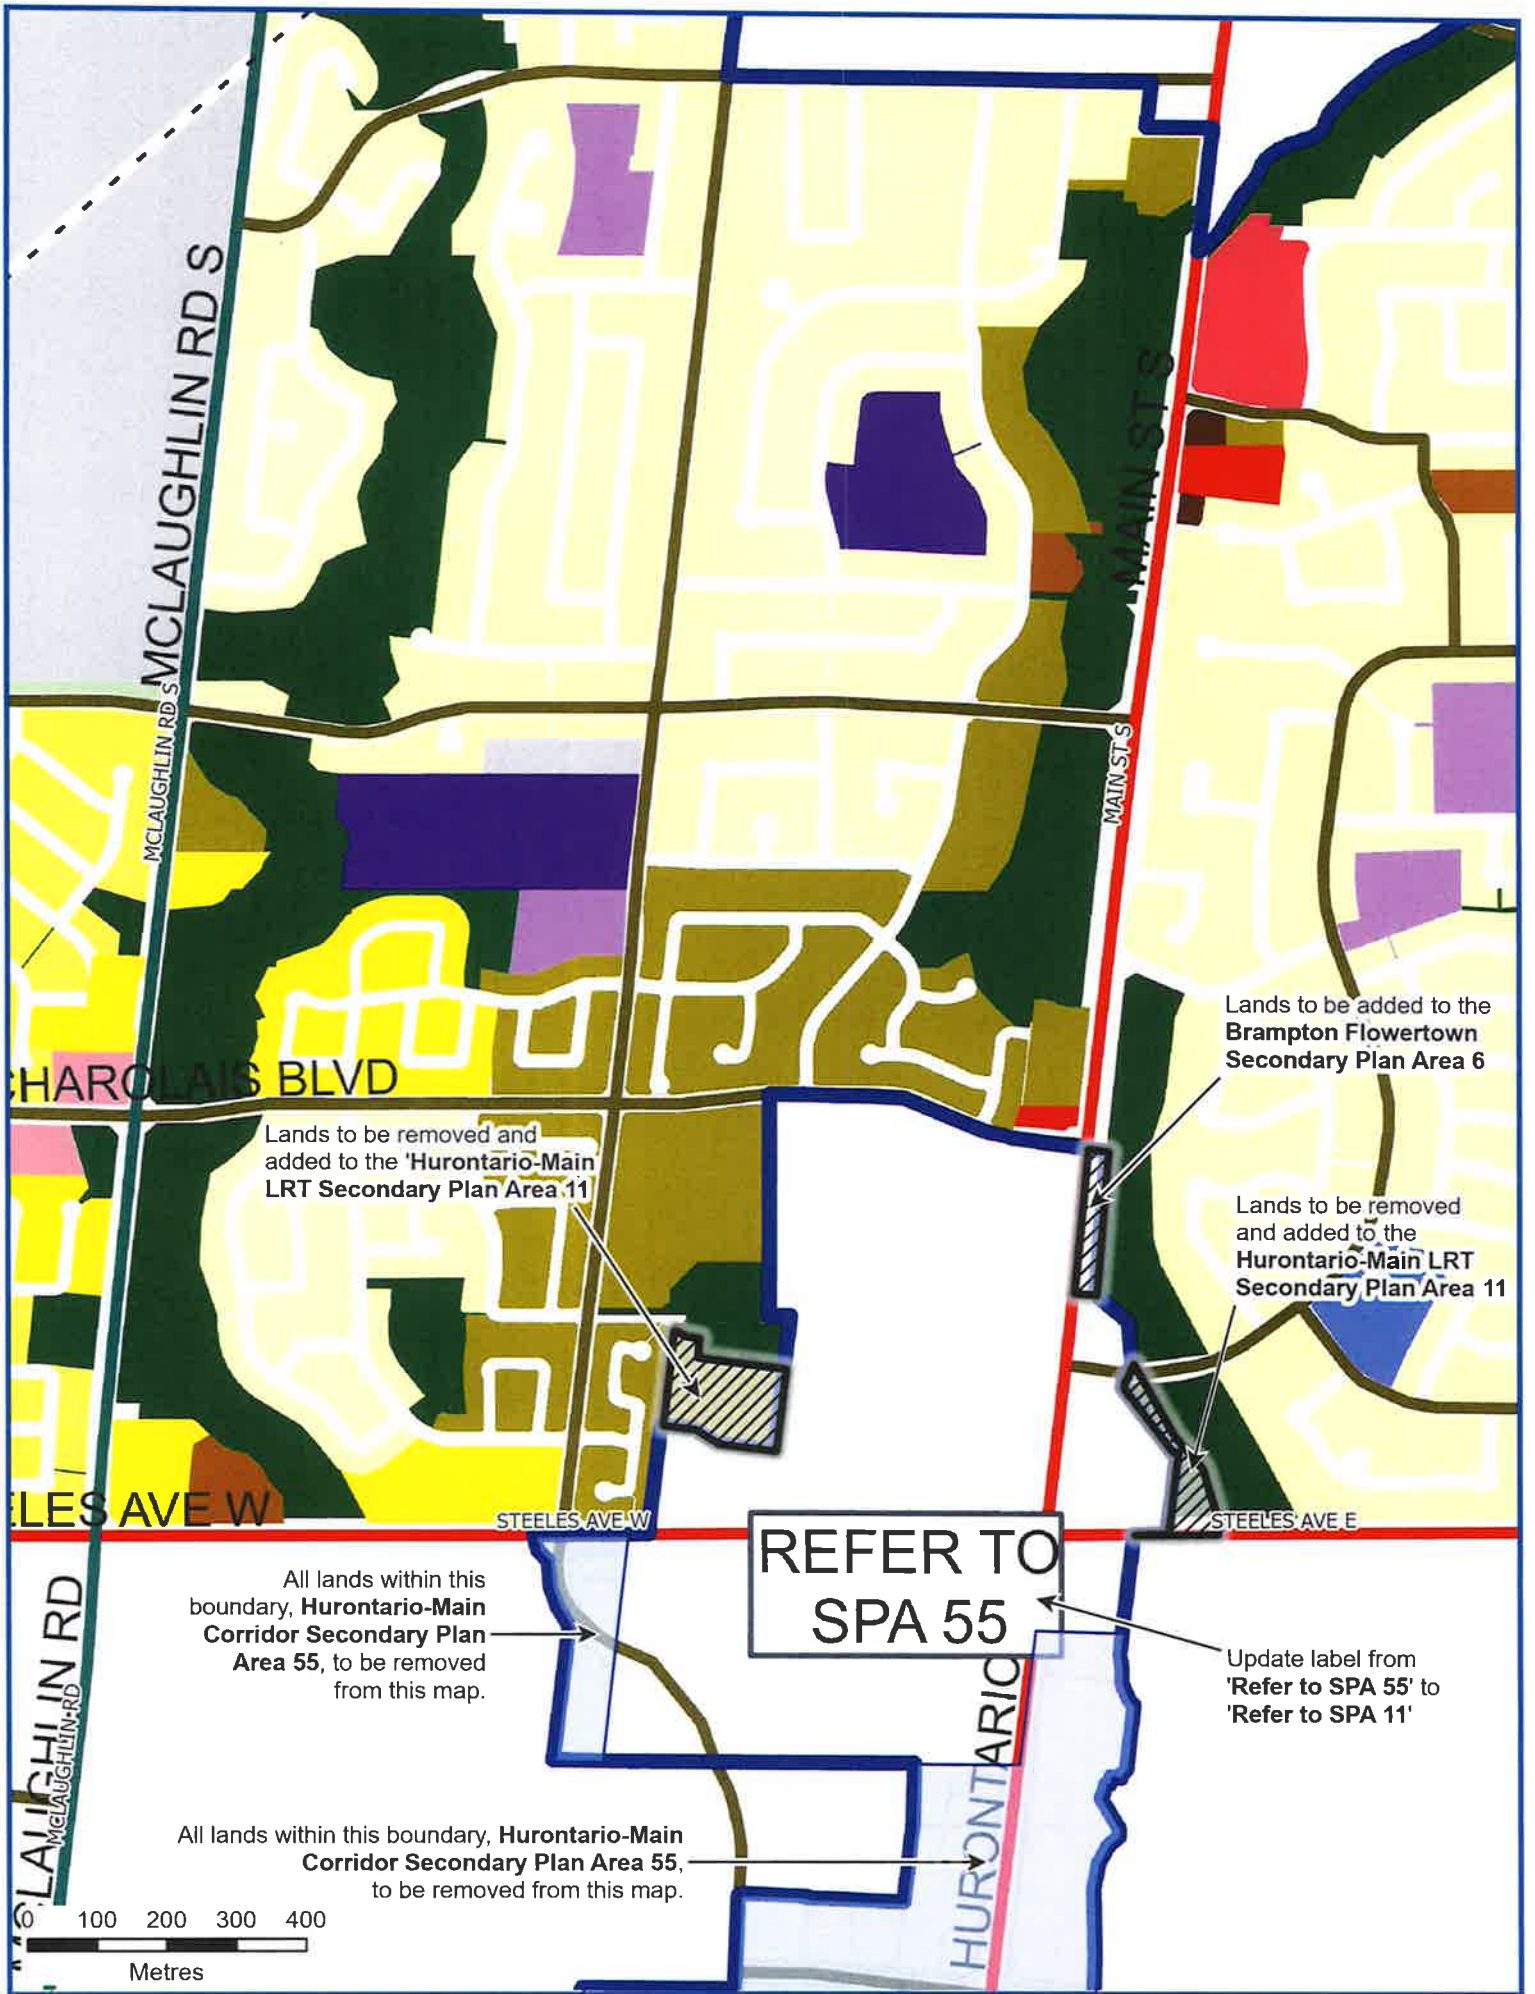 MCLAUGHLIN RD S
MAIN ST S
MCLAUGHLIN RD S
MAIN ST S
Lands to be added to the
Brampton Flowertown
Secondary Plan Area 6
CHAROLAIS BLVD
Lands to be removed and
added to the 'Hurontario-Main
LRT Secondary Plan Area 11
Lands to be removed
and added to the
Hurontario-Main LRT
Secondary Plan Area 11
ELES AVE W
STEELES AVE W
STEELES AVE E
REFER TO
SPA 55
All lands within this
boundary, Hurontario-Main
Corridor Secondary Plan
Area 55, to be removed
from this map.
Update label from
'Refer to SPA 55' to
'Refer to SPA 11'
MCLAUGHLIN RD
MCLAUGHLIN RD
HURONTARIO
All lands within this boundary, Hurontario-Main
Corridor Secondary Plan Area 55,
to be removed from this map.
0 100 200 300 400
Metres